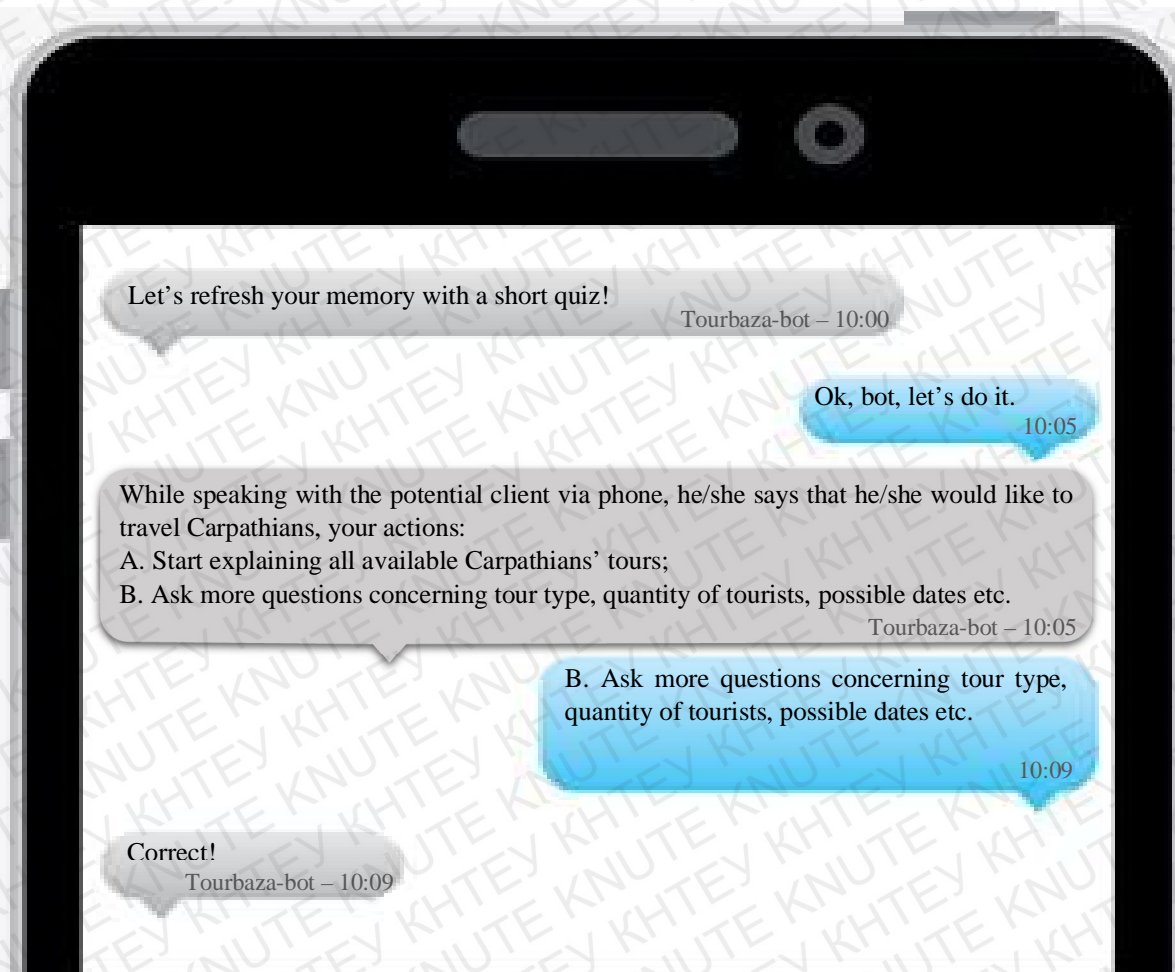 Let’s refresh your memory with a short quiz!
Tourbaza-bot – 10:00
Ok, bot, let’s do it.
10:05
While speaking with the potential client via phone, he/she says that he/she would like to
travel Carpathians, your actions:
A. Start explaining all available Carpathians’ tours;
B. Ask more questions concerning tour type, quantity of tourists, possible dates etc.
Tourbaza-bot – 10:05
B. Ask more questions concerning tour type,
quantity of tourists, possible dates etc.
10:09
Correct!
Tourbaza-bot – 10:09